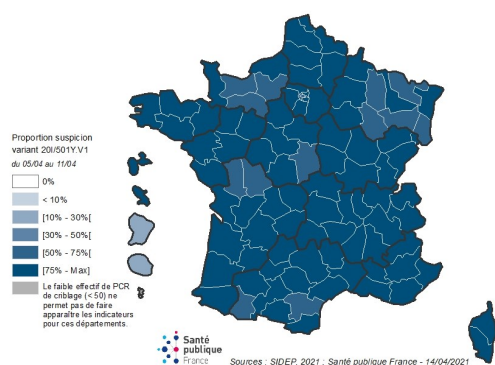 Proportion suspicion
variant 20I/501Y.V1
du 05/04 au 11/04
0%
< 10%
[10% - 30%[
[30% - 50%[
[50% - 75%[
[75% - Max]
Le faible effectif de PCR
de criblage (< 50) ne
permet pas de faire
apparaître les indicateurs
pour ces départements.
Santé
publique
France
Sources : SIDEP, 2021 ; Santé publique France - 14/04/2021